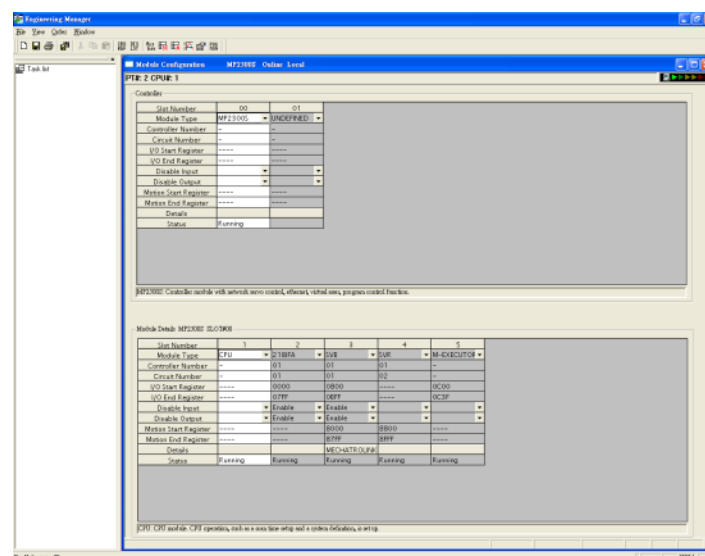 Engineering Manager
File View Order Window
Task list
Module Configuration MP2300S Online Local
PT#: 2 CPU#: 1
Controller
Slot Number 00 01
Module Type MP2300S UNDEFINED
Controller Number - -
Circuit Number - -
I/O Start Register ---- ----
I/O End Register ---- ----
Disable Input
Disable Output
Motion Start Register ---- ----
Motion End Register ---- ----
Details
Status Running
MP2300S: Controller module with network servo control, ethernet, virtual axes, program control function.
Module Details: MP2300S SLOT#00
Slot Number 1 2 3 4 5
Module Type CPU 218IFA SVB SVR M-EXECUTOR
Controller Number - 01 01 01 -
Circuit Number - 01 01 02 -
I/O Start Register ---- 0000 0800 ---- 0C00
I/O End Register ---- 07FF 0BFF ---- 0C3F
Disable Input Enable Enable
Disable Output Enable Enable
Motion Start Register ---- ---- 8000 8800 ----
Motion End Register ---- ---- 87FF 8FFF ----
Details MECHATROLINK
Status Running Running Running Running Running
CPU: CPU module. CPU operation, such as a scan time setup and a system definition, is set up.